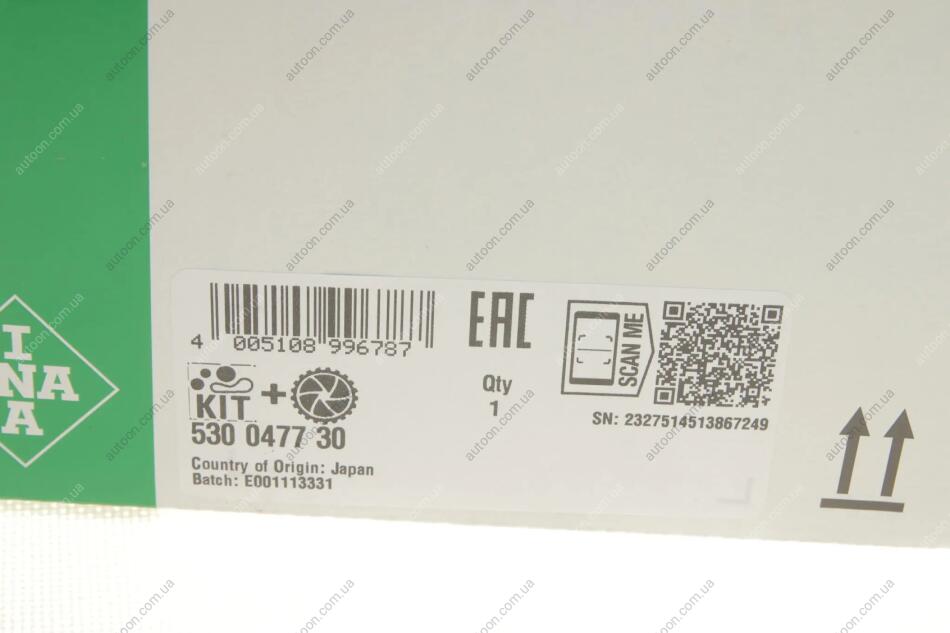 I
NA
A
4 005108 996787
EAC
SCAN ME
KIT +
Qty
1
530 0477 30
SN: 2327514513867249
Country of Origin: Japan
Batch: E001113331
autoon.com.ua